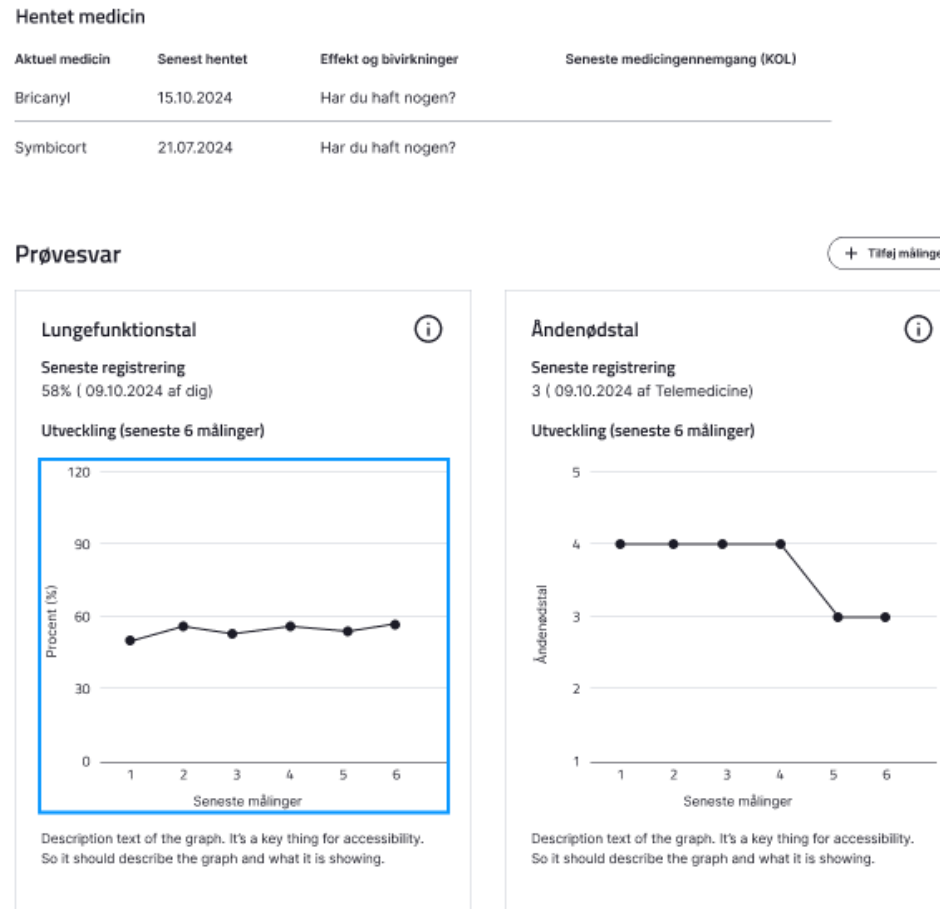 Hentet medicin
Aktuel medicin Senest hentet Effekt og bivirkninger Seneste medicingennemgang (KOL)
Bricanyl 15.10.2024 Har du haft nogen?
Symbicort 21.07.2024 Har du haft nogen?
Prøvesvar
+ Tilføj målinge
Lungefunktionstal
Seneste registrering
58% ( 09.10.2024 af dig)
Utveckling (seneste 6 målinger)
120
90
60
30
0
Procent (%)
1 2 3 4 5 6
Seneste målinger
Description text of the graph. It's a key thing for accessibility.
So it should describe the graph and what it is showing.
Åndenødstal
Seneste registrering
3 ( 09.10.2024 af Telemedicine)
Utveckling (seneste 6 målinger)
5
4
3
2
1
Åndenødstal
1 2 3 4 5 6
Seneste målinger
Description text of the graph. It's a key thing for accessibility.
So it should describe the graph and what it is showing.